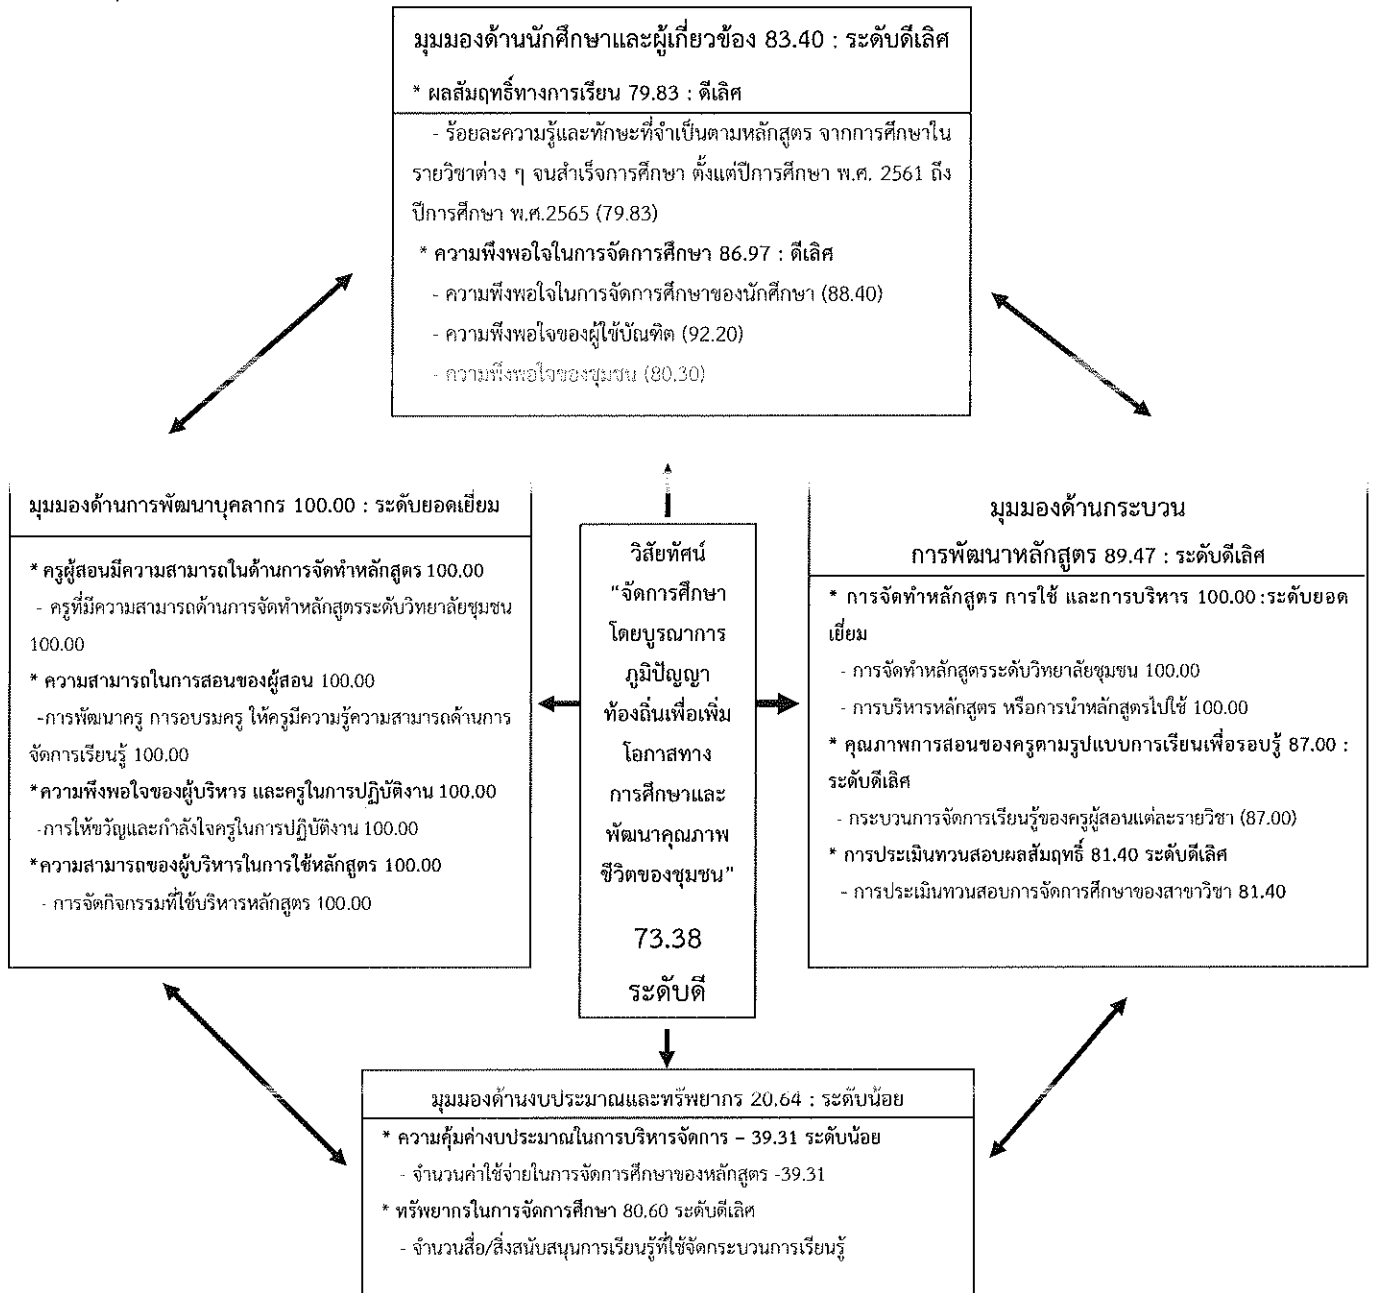 มุมมองด้านนักศึกษาและผู้เกี่ยวข้อง 83.40 : ระดับดีเลิศ
* ผลสัมฤทธิ์ทางการเรียน 79.83 : ดีเลิศ
- ร้อยละความรู้และทักษะที่จำเป็นตามหลักสูตร จากการศึกษาใน
รายวิชาต่าง ๆ จนสำเร็จการศึกษา ตั้งแต่ปีการศึกษา พ.ศ. 2561 ถึง
ปีการศึกษา พ.ศ.2565 (79.83)
* ความพึงพอใจในการจัดการศึกษา 86.97 : ดีเลิศ
- ความพึงพอใจในการจัดการศึกษาของนักศึกษา (88.40)
- ความพึงพอใจของผู้ใช้บัณฑิต (92.20)
- ความพึงพอใจของชุมชน (80.30)
มุมมองด้านการพัฒนาบุคลากร 100.00 : ระดับยอดเยี่ยม
* ครูผู้สอนมีความสามารถในด้านการจัดทำหลักสูตร 100.00
- ครูที่มีความสามารถด้านการจัดทำหลักสูตรระดับวิทยาลัยชุมชน
100.00
* ความสามารถในการสอนของผู้สอน 100.00
-การพัฒนาครู การอบรมครู ให้ครูมีความรู้ความสามารถด้านการ
จัดการเรียนรู้ 100.00
*ความพึงพอใจของผู้บริหาร และครูในการปฏิบัติงาน 100.00
-การให้ขวัญและกำลังใจครูในการปฏิบัติงาน 100.00
*ความสามารถของผู้บริหารในการใช้หลักสูตร 100.00
- การจัดกิจกรรมที่ใช้บริหารหลักสูตร 100.00
วิสัยทัศน์
"จัดการศึกษา
โดยบูรณาการ
ภูมิปัญญา
ท้องถิ่นเพื่อเพิ่ม
โอกาสทาง
การศึกษาและ
พัฒนาคุณภาพ
ชีวิตของชุมชน"
73.38
ระดับดี
มุมมองด้านกระบวน
การพัฒนาหลักสูตร 89.47 : ระดับดีเลิศ
* การจัดทำหลักสูตร การใช้ และการบริหาร 100.00 :ระดับยอด
เยี่ยม
- การจัดทำหลักสูตรระดับวิทยาลัยชุมชน 100.00
- การบริหารหลักสูตร หรือการนำหลักสูตรไปใช้ 100.00
* คุณภาพการสอนของครูตามรูปแบบการเรียนเพื่อรอบรู้ 87.00 :
ระดับดีเลิศ
- กระบวนการจัดการเรียนรู้ของครูผู้สอนแต่ละรายวิชา (87.00)
* การประเมินทวนสอบผลสัมฤทธิ์ 81.40 ระดับดีเลิศ
- การประเมินทวนสอบการจัดการศึกษาของสาขาวิชา 81.40
มุมมองด้านงบประมาณและทรัพยากร 20.64 : ระดับน้อย
* ความคุ้มค่างบประมาณในการบริหารจัดการ – 39.31 ระดับน้อย
- จำนวนค่าใช้จ่ายในการจัดการศึกษาของหลักสูตร -39.31
* ทรัพยากรในการจัดการศึกษา 80.60 ระดับดีเลิศ
- จำนวนสื่อ/สิ่งสนับสนุนการเรียนรู้ที่ใช้จัดกระบวนการเรียนรู้